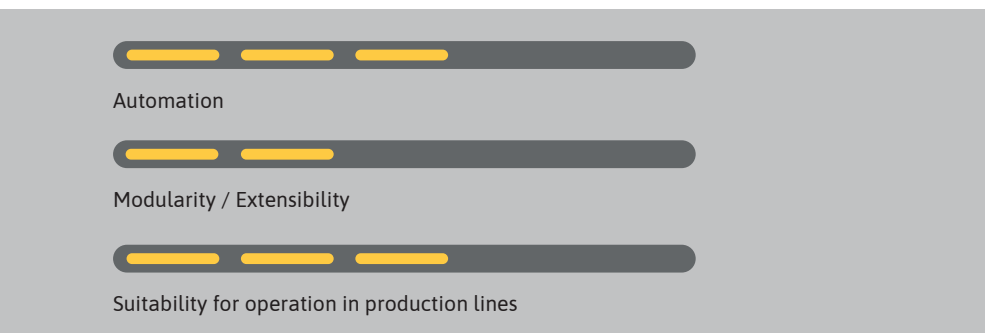 Automation
Modularity / Extensibility
Suitability for operation in production lines